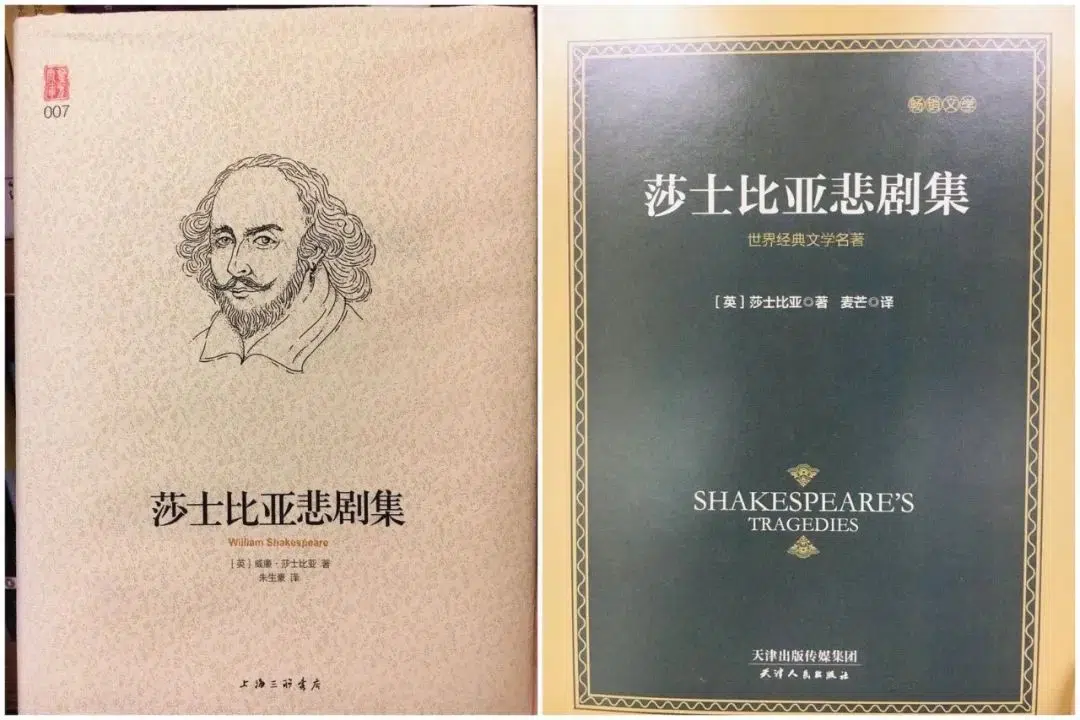 007
莎士比亚悲剧集
William Shakespeare
[英]威廉·莎士比亚 著
朱生豪 译
上海三联书店
畅销文学
莎士比亚悲剧集
世界经典文学名著
[英]莎士比亚◎著 麦芒◎译
SHAKESPEARE'S
TRAGEDIES
天津出版传媒集团
天津人民出版社